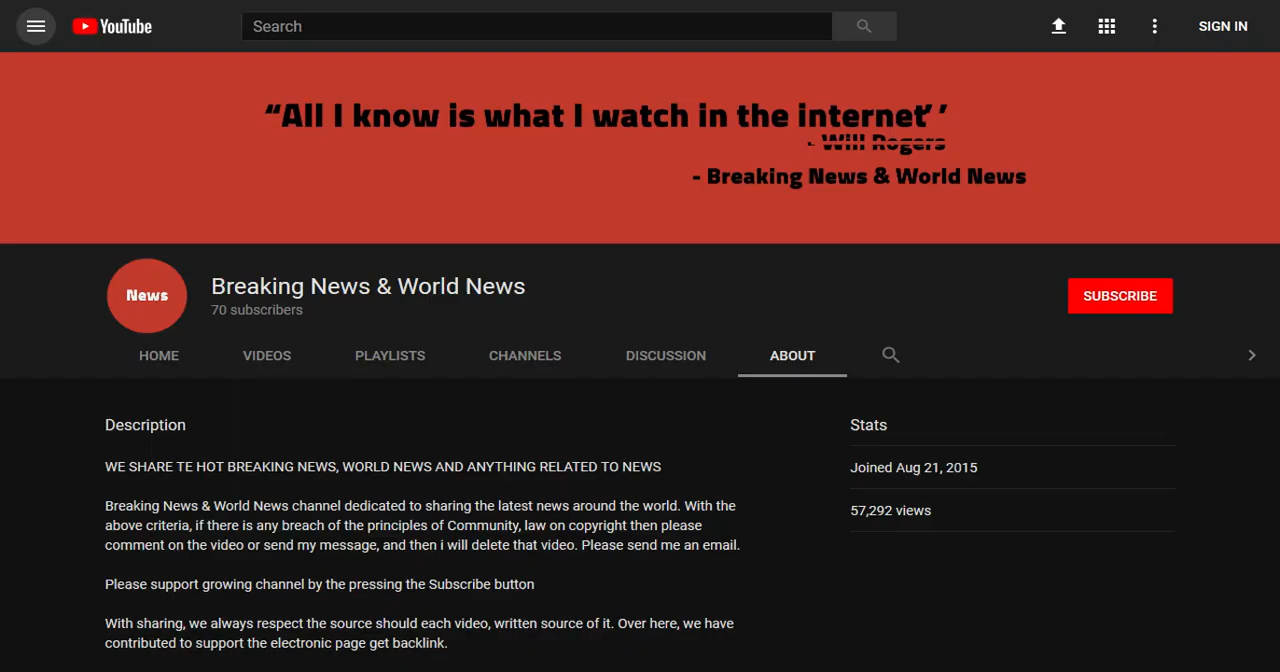 YouTube
Search
SIGN IN
“All I know is what I watch in the internet’’
- Will Rogers
- Breaking News & World News
News
Breaking News & World News
70 subscribers
SUBSCRIBE
HOME VIDEOS PLAYLISTS CHANNELS DISCUSSION ABOUT
Description
WE SHARE TE HOT BREAKING NEWS, WORLD NEWS AND ANYTHING RELATED TO NEWS
Breaking News & World News channel dedicated to sharing the latest news around the world. With the
above criteria, if there is any breach of the principles of Community, law on copyright then please
comment on the video or send my message, and then i will delete that video. Please send me an email.
Please support growing channel by the pressing the Subscribe button
With sharing, we always respect the source should each video, written source of it. Over here, we have
contributed to support the electronic page get backlink.
Stats
Joined Aug 21, 2015
57,292 views